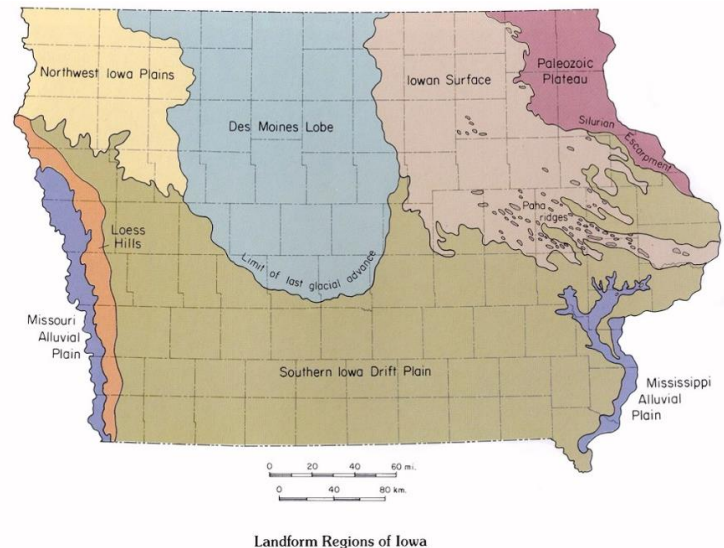 Northwest Iowa Plains
Des Moines Lobe
Iowan Surface
Paleozoic
Plateau
Silurian Escarpment
Paha
ridges
Loess
Hills
Limit of last glacial advance
Missouri
Alluvial
Plain
Southern Iowa Drift Plain
Mississippi
Alluvial
Plain
0 20 40 60 mi.
0 40 80 km.
Landform Regions of Iowa